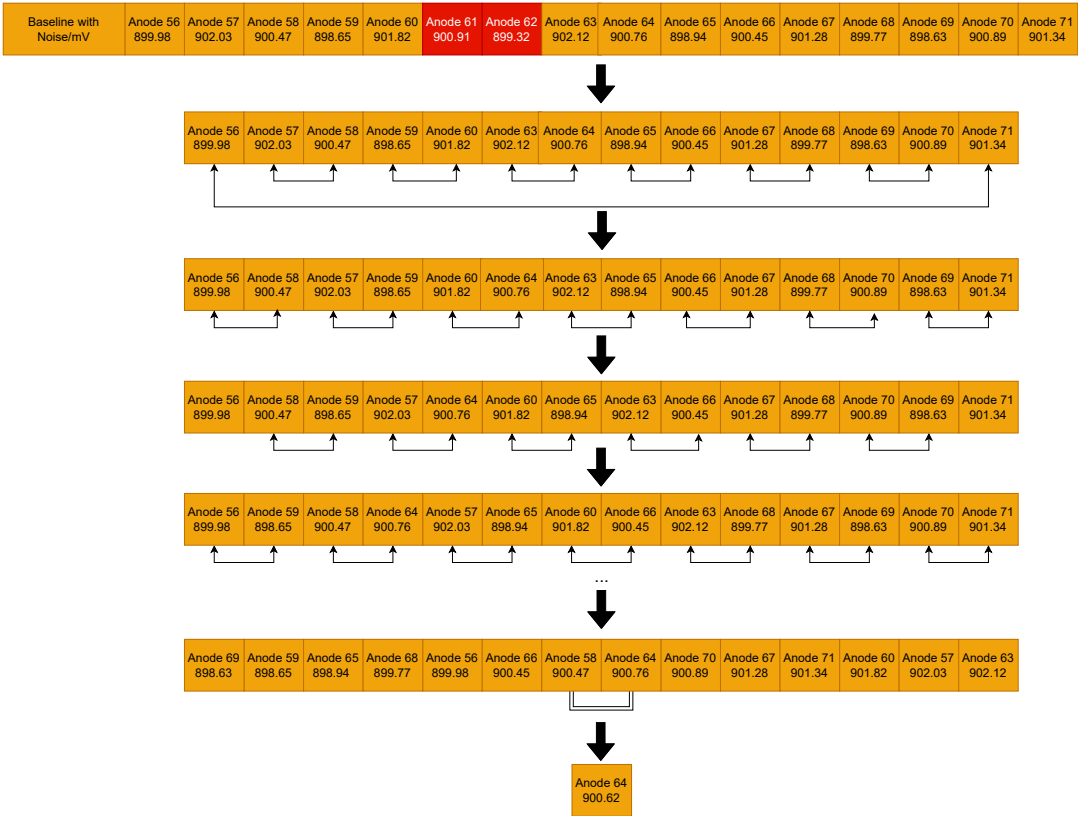 Baseline with Noise/mV Anode 56 899.98 Anode 57 902.03 Anode 58 900.47 Anode 59 898.65 Anode 60 901.82 Anode 61 900.91 Anode 62 899.32 Anode 63 902.12 Anode 64 900.76 Anode 65 898.94 Anode 66 900.45 Anode 67 901.28 Anode 68 899.77 Anode 69 898.63 Anode 70 900.89 Anode 71 901.34
Anode 56 899.98 Anode 57 902.03 Anode 58 900.47 Anode 59 898.65 Anode 60 901.82 Anode 63 902.12 Anode 64 900.76 Anode 65 898.94 Anode 66 900.45 Anode 67 901.28 Anode 68 899.77 Anode 69 898.63 Anode 70 900.89 Anode 71 901.34
Anode 56 899.98 Anode 58 900.47 Anode 57 902.03 Anode 59 898.65 Anode 60 901.82 Anode 64 900.76 Anode 63 902.12 Anode 65 898.94 Anode 66 900.45 Anode 67 901.28 Anode 68 899.77 Anode 70 900.89 Anode 69 898.63 Anode 71 901.34
Anode 56 899.98 Anode 58 900.47 Anode 59 898.65 Anode 57 902.03 Anode 64 900.76 Anode 60 901.82 Anode 65 898.94 Anode 63 902.12 Anode 66 900.45 Anode 67 901.28 Anode 68 899.77 Anode 70 900.89 Anode 69 898.63 Anode 71 901.34
Anode 56 899.98 Anode 59 898.65 Anode 58 900.47 Anode 64 900.76 Anode 57 902.03 Anode 65 898.94 Anode 60 901.82 Anode 66 900.45 Anode 63 902.12 Anode 68 899.77 Anode 67 901.28 Anode 69 898.63 Anode 70 900.89 Anode 71 901.34
...
Anode 69 898.63 Anode 59 898.65 Anode 65 898.94 Anode 68 899.77 Anode 56 899.98 Anode 66 900.45 Anode 58 900.47 Anode 64 900.76 Anode 70 900.89 Anode 67 901.28 Anode 71 901.34 Anode 60 901.82 Anode 57 902.03 Anode 63 902.12
Anode 64
900.62